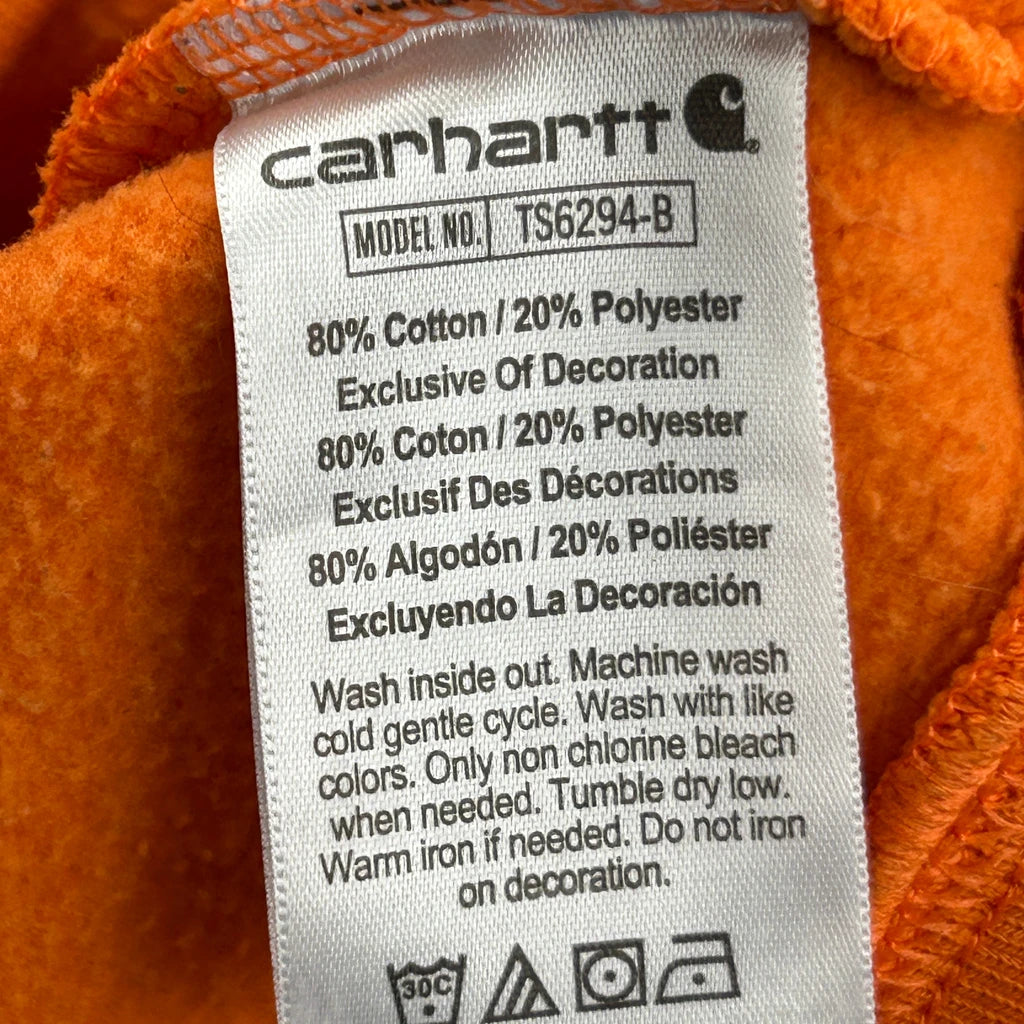 carhartt
MODEL NO. TS6294-B
80% Cotton / 20% Polyester
Exclusive Of Decoration
80% Coton / 20% Polyester
Exclusif Des Décorations
80% Algodón / 20% Poliéster
Excluyendo La Decoración
Wash inside out. Machine wash
cold gentle cycle. Wash with like
colors. Only non chlorine bleach
when needed. Tumble dry low.
Warm iron if needed. Do not iron
on decoration.
30C